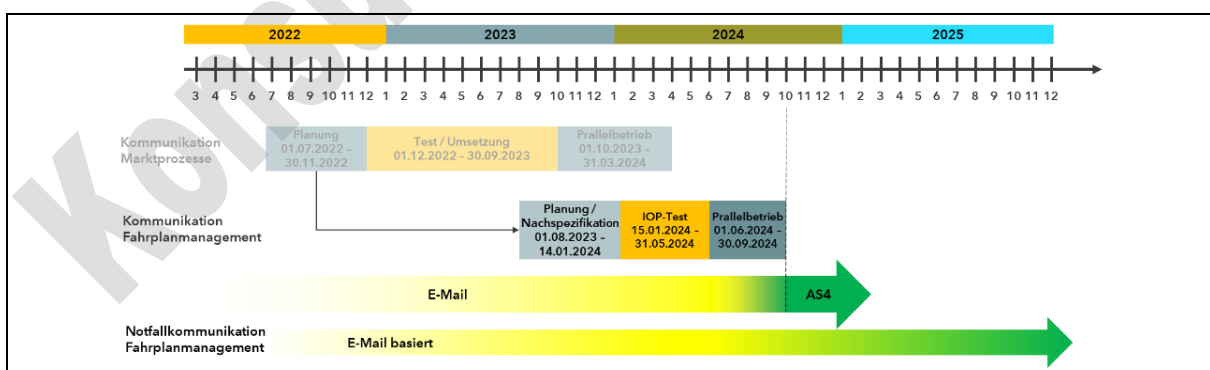 2022 2023 2024 2025
3 4 5 6 7 8 9 10 11 12 1 2 3 4 5 6 7 8 9 10 11 12 1 2 3 4 5 6 7 8 9 10 11 12 1 2 3 4 5 6 7 8 9 10 11 12
Kommunikation
Marktprozesse
Planung
01.07.2022 –
30.11.2022
Test / Umsetzung
01.12.2022 – 30.09.2023
Prallelbetrieb
01.10.2023 –
31.03.2024
Kommunikation
Fahrplanmanagement
Planung /
Nachspezifikation
01.08.2023 –
14.01.2024
IOP-Test
15.01.2024 –
31.05.2024
Prallelbetrieb
01.06.2024 –
30.09.2024
E-Mail
AS4
Notfallkommunikation
Fahrplanmanagement
E-Mail basiert